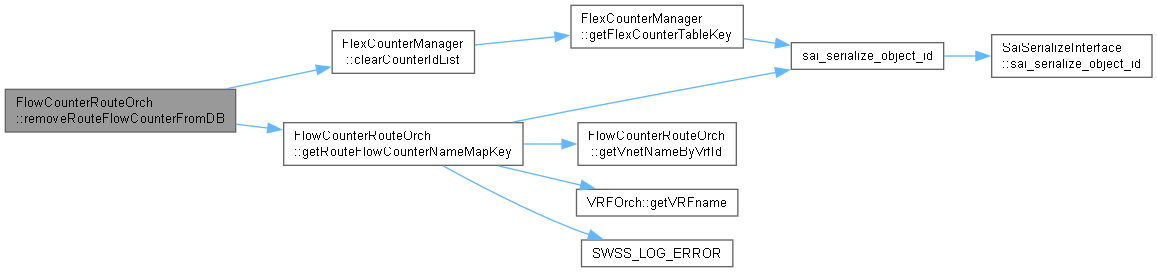 FlexCounterManager
::getFlexCounterTableKey
FlexCounterManager
::clearCounterIdList
sai_serialize_object_id
SaiSerializeInterface
::sai_serialize_object_id
FlowCounterRouteOrch
::removeRouteFlowCounterFromDB
FlowCounterRouteOrch
::getRouteFlowCounterNameMapKey
FlowCounterRouteOrch
::getVnetNameByVrfId
VRFOrch::getVRFname
SWSS_LOG_ERROR